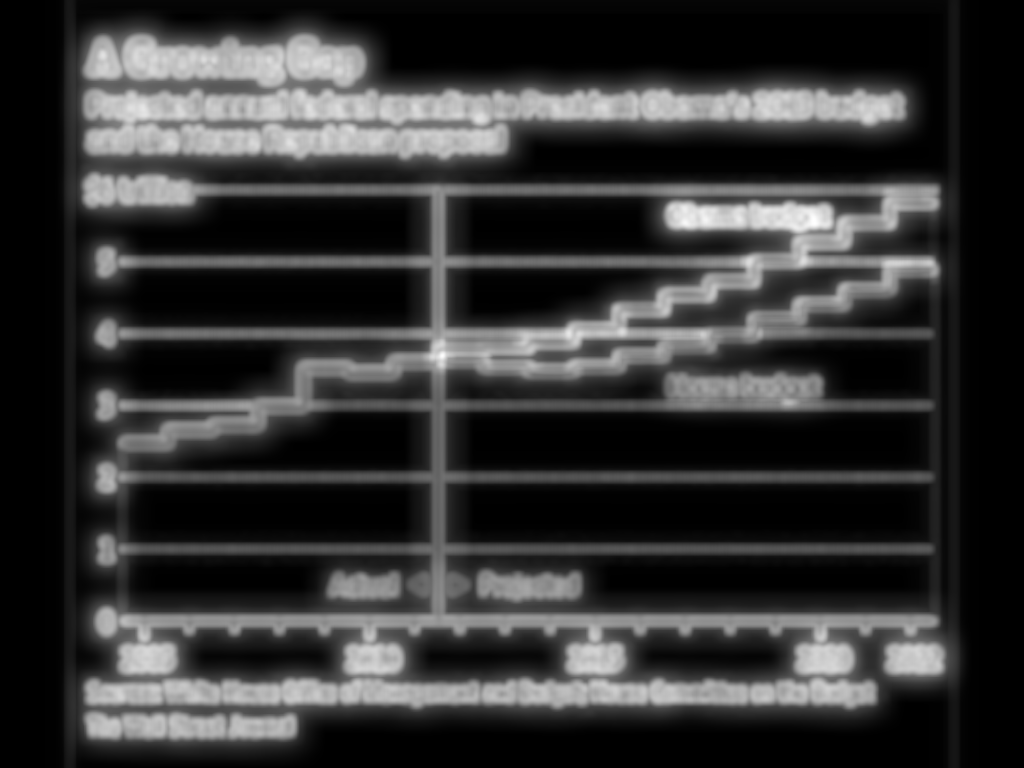 A Growing Gap
Projected annual federal spending in President Obama's 2013 budget
and the House Republican proposal
$6 trillion
Obama budget
5
4
3
Obama budget
2
1
Actual Projected
0
2005 2010 2015 2020 2022
Sources: White House Office of Management and Budget; House Committee on the Budget
The Wall Street Journal